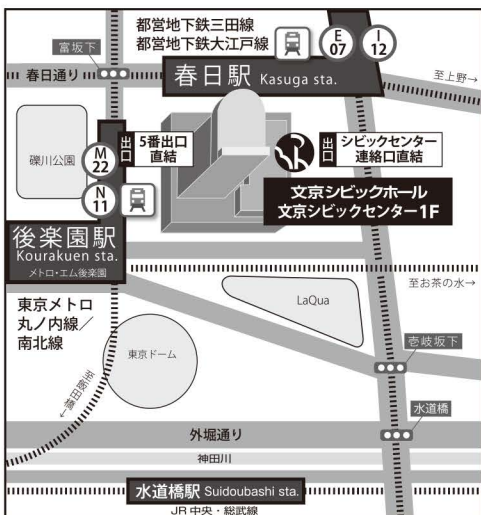 都営地下鉄三田線
都営地下鉄大江戸線
E
07
I
12
富坂下
春日通り
春日駅 Kasuga sta.
至上野→
礫川公園
M
22
N
11
出口
5番出口
直結
出口
シビックセンター
連絡口直結
文京シビックホール
文京シビックセンター1F
後楽園駅
Kourakuen sta.
メトロ・エム後楽園
至お茶の水→
東京メトロ
丸ノ内線/
南北線
LaQua
東京ドーム
壱岐坂下
至飯田橋→
水道橋
外堀通り
神田川
水道橋駅 Suidoubashi sta.
JR 中央・総武線